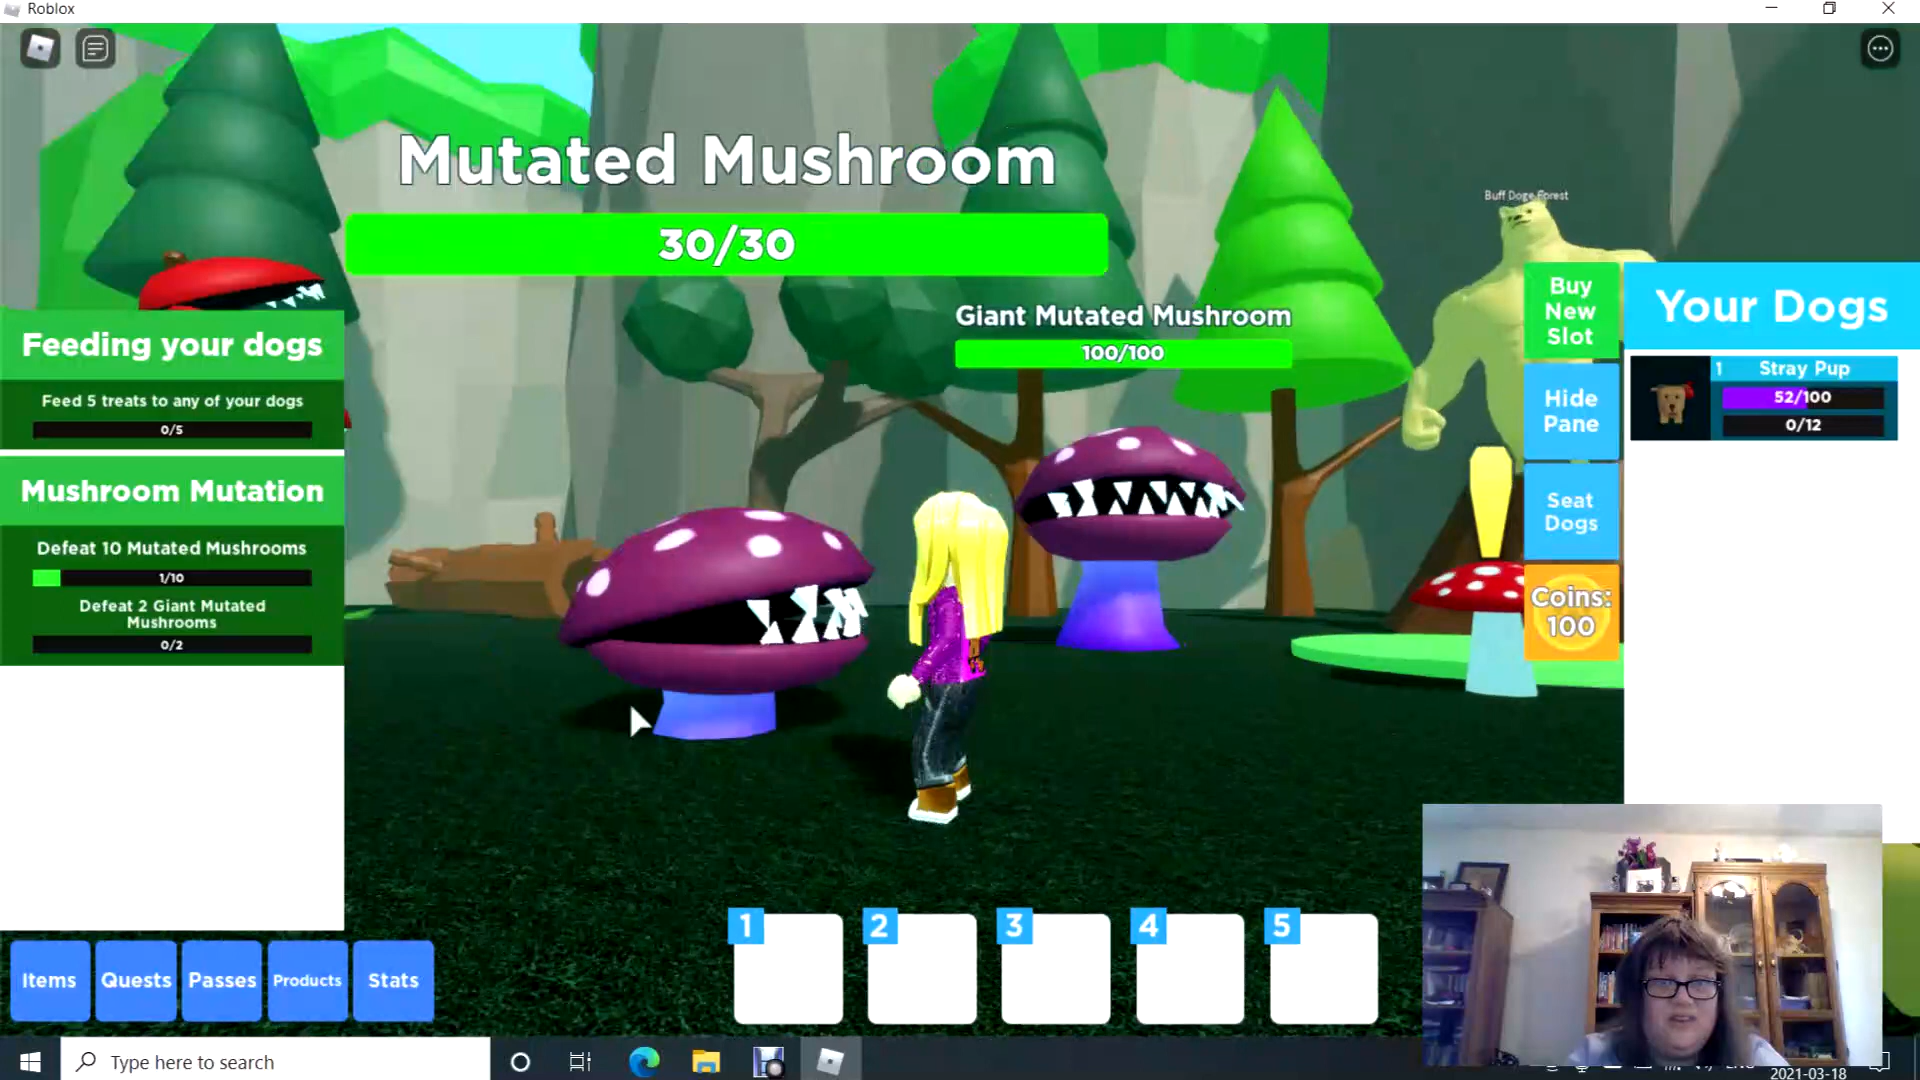 Roblox
Mutated Mushroom
30/30
Buff Doge Forest
Giant Mutated Mushroom
100/100
Feeding your dogs
Feed 5 treats to any of your dogs
0/5
Mushroom Mutation
Defeat 10 Mutated Mushrooms
1/10
Defeat 2 Giant Mutated
Mushrooms
0/2
Buy
New
Slot
Hide
Pane
Seat
Dogs
Coins:
100
Your Dogs
1 Stray Pup
52/100
0/12
Items
Quests
Passes
Products
Stats
1
2
3
4
5
Type here to search
2021-03-18